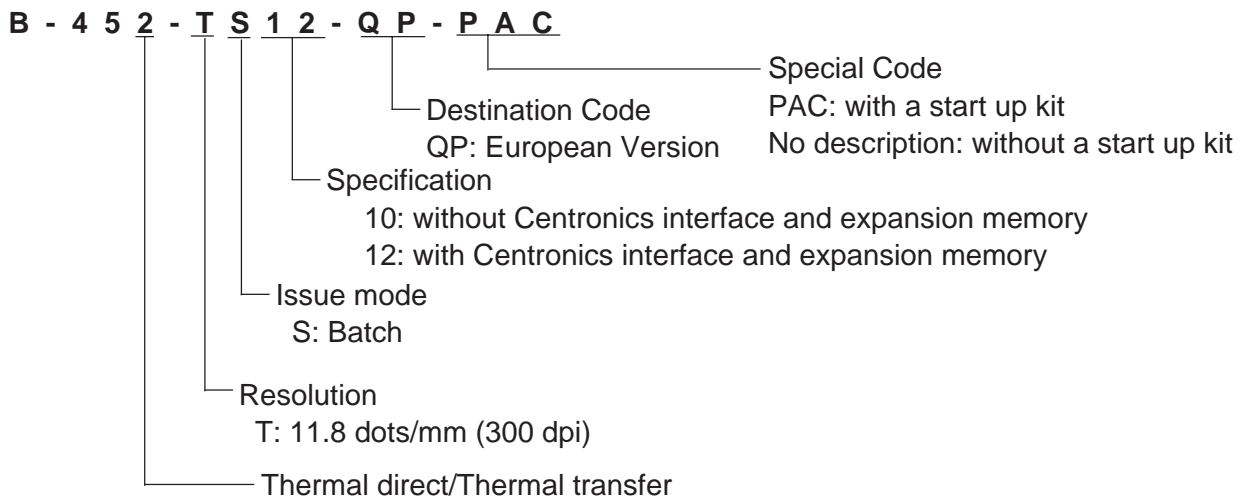 B - 4 5 2 - T S 1 2 - Q P - P A C
Special Code
PAC: with a start up kit
No description: without a start up kit
Destination Code
QP: European Version
Specification
10: without Centronics interface and expansion memory
12: with Centronics interface and expansion memory
Issue mode
S: Batch
Resolution
T: 11.8 dots/mm (300 dpi)
Thermal direct/Thermal transfer